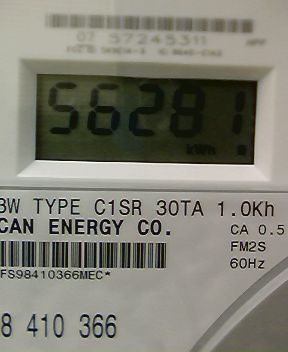 07 57245311
56281
kWh
3W TYPE C1SR 30TA 1.0Kh
CAN ENERGY CO.
CA 0.5
FM2S
60Hz
FS98410366MEC*
8 410 366